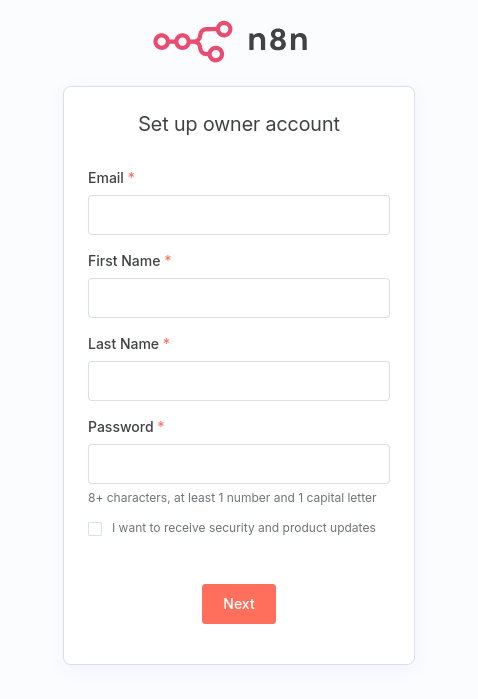 n8n
Set up owner account
Email *
First Name *
Last Name *
Password *
8+ characters, at least 1 number and 1 capital letter
I want to receive security and product updates
Next